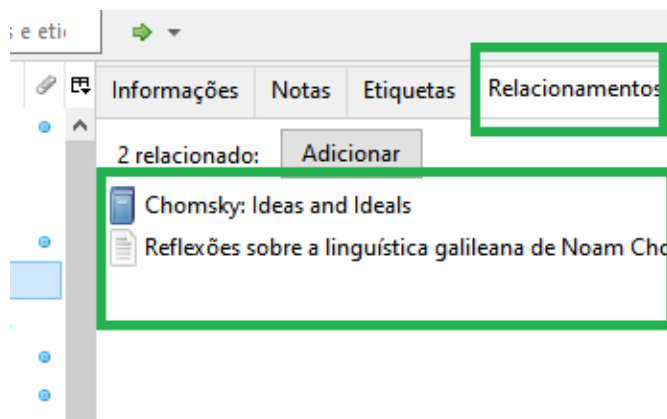 s e eti
Informações Notas Etiquetas Relacionamentos
2 relacionado: Adicionar
Chomsky: Ideas and Ideals
Reflexões sobre a linguística galileana de Noam Cho